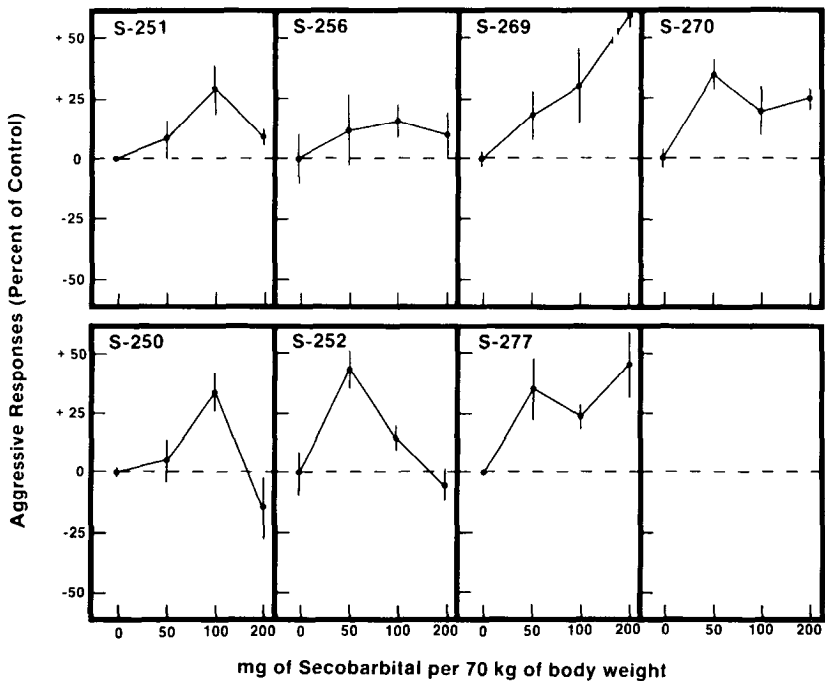 Aggressive Responses (Percent of Control)
S-251
S-256
S-269
S-270
+ 50
+25
0
-25
-50
S-250
S-252
S-277
+ 50
+25
0
-25
-50
0 50 100 200
0 50 100 200
0 50 100 200
0 50 100 200
mg of Secobarbital per 70 kg of body weight